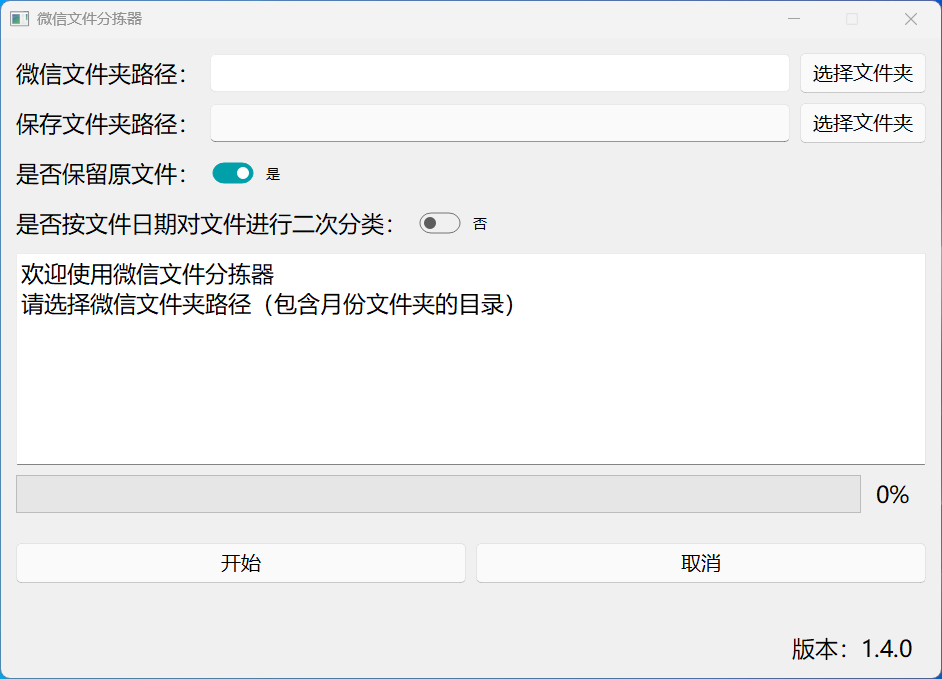 微信文件分拣器
微信文件夹路径： 选择文件夹
保存文件夹路径： 选择文件夹
是否保留原文件： 是
是否按文件日期对文件进行二次分类： 否
欢迎使用微信文件分拣器
请选择微信文件夹路径（包含月份文件夹的目录）
0%
开始 取消
版本：1.4.0